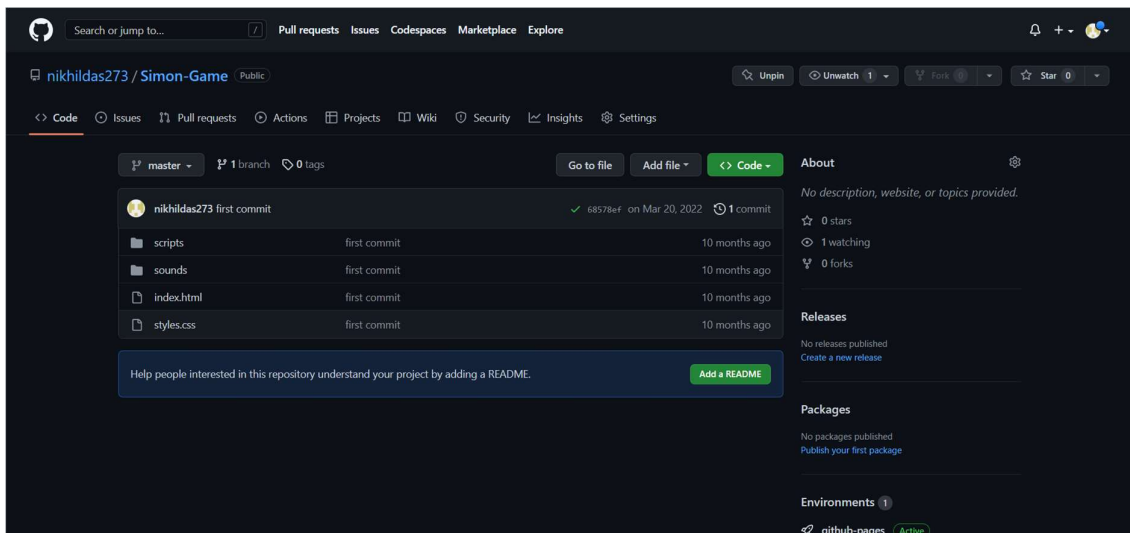 Search or jump to... / Pull requests Issues Codespaces Marketplace Explore
nikhildas273 / Simon-Game Public Unpin Unwatch 1 Fork 0 Star 0
Code Issues Pull requests Actions Projects Wiki Security Insights Settings
master 1 branch 0 tags Go to file Add file Code
nikhildas273 first commit 68578ef on Mar 20, 2022 1 commit
scripts first commit 10 months ago
sounds first commit 10 months ago
index.html first commit 10 months ago
styles.css first commit 10 months ago
Help people interested in this repository understand your project by adding a README. Add a README
About
No description, website, or topics provided.
0 stars
1 watching
0 forks
Releases
No releases published
Create a new release
Packages
No packages published
Publish your first package
Environments 1
github-pages Active